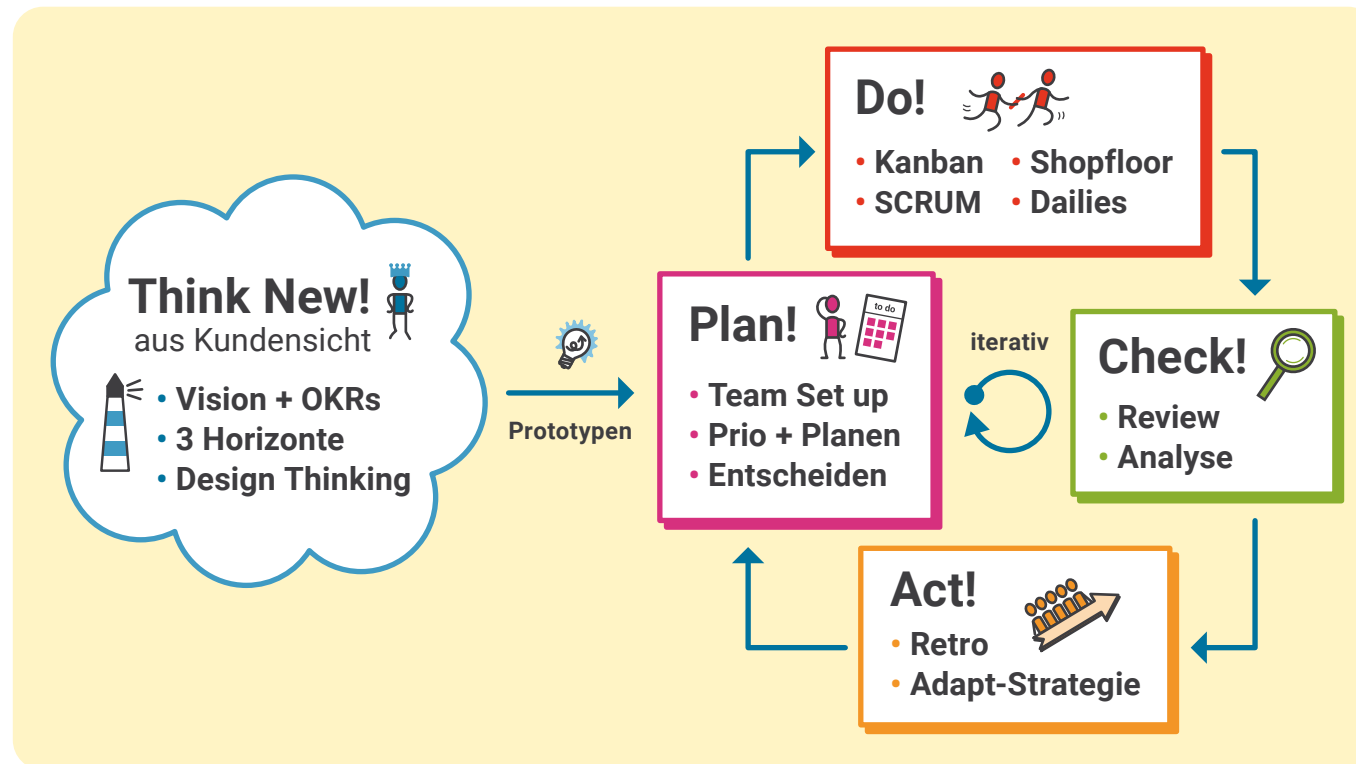 Think New!
aus Kundensicht
• Vision + OKRs
• 3 Horizonte
• Design Thinking
Prototypen
Plan!
to do
• Team Set up
• Prio + Planen
• Entscheiden
Do!
• Kanban
• SCRUM
• Shopfloor
• Dailies
iterativ
Check!
• Review
• Analyse
Act!
• Retro
• Adapt-Strategie